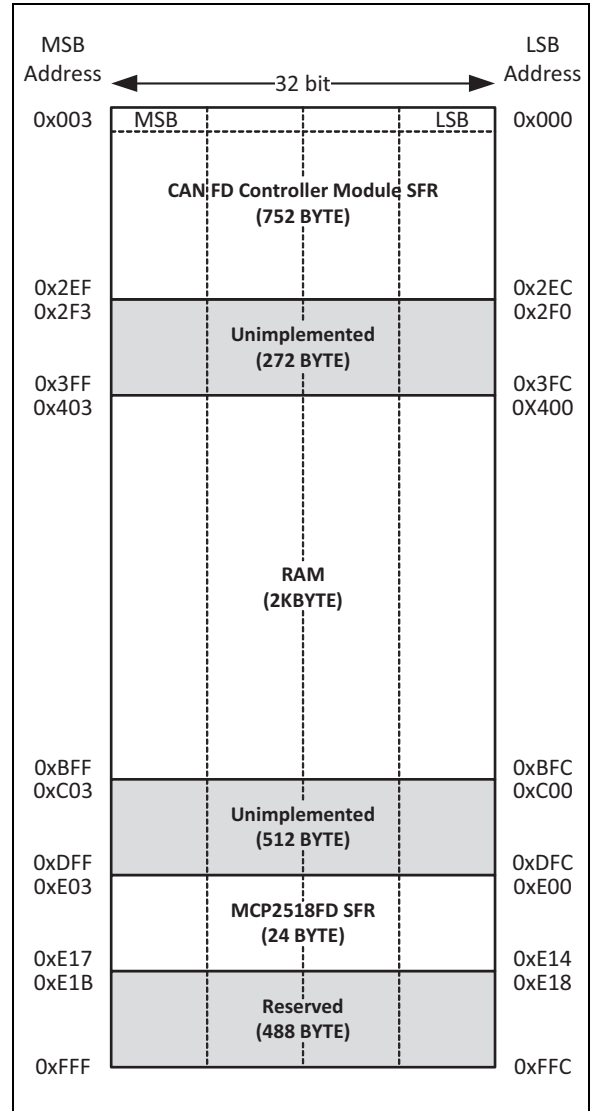 MSB
Address
32 bit
LSB
Address
0x003 MSB LSB 0x000
CAN FD Controller Module SFR
(752 BYTE)
0x2EF 0x2EC
0x2F3 0x2F0
Unimplemented
(272 BYTE)
0x3FF 0x3FC
0x403 0X400
RAM
(2KBYTE)
0xBFF 0xBFC
0xC03 0xC00
Unimplemented
(512 BYTE)
0xDFF 0xDFC
0xE03 0xE00
MCP2518FD SFR
(24 BYTE)
0xE17 0xE14
0xE1B 0xE18
Reserved
(488 BYTE)
0xFFF 0xFFC